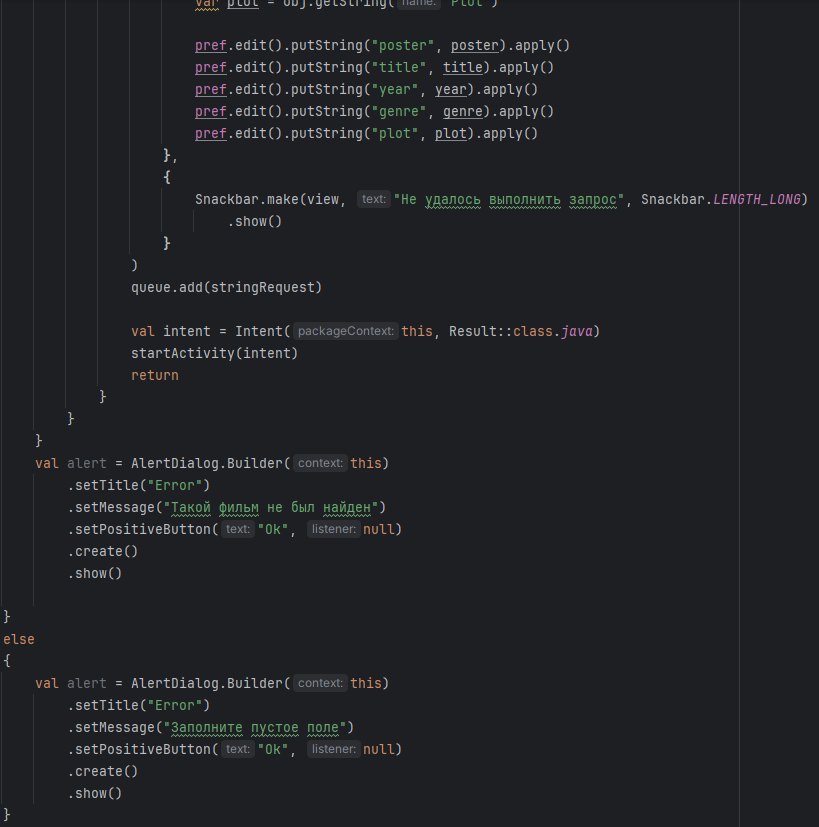 var plot = obj.getString( name: "Plot")
pref.edit().putString("poster", poster).apply()
pref.edit().putString("title", title).apply()
pref.edit().putString("year", year).apply()
pref.edit().putString("genre", genre).apply()
pref.edit().putString("plot", plot).apply()
},
{
Snackbar.make(view, text: "Не удалось выполнить запрос", Snackbar.LENGTH_LONG)
.show()
}
)
queue.add(stringRequest)
val intent = Intent( packageContext: this, Result::class.java)
startActivity(intent)
return
}
}
}
val alert = AlertDialog.Builder( context: this)
.setTitle("Error")
.setMessage("Такой фильм не был найден")
.setPositiveButton( text: "Ok", listener: null)
.create()
.show()
}
else
{
val alert = AlertDialog.Builder( context: this)
.setTitle("Error")
.setMessage("Заполните пустое поле")
.setPositiveButton( text: "Ok", listener: null)
.create()
.show()
}